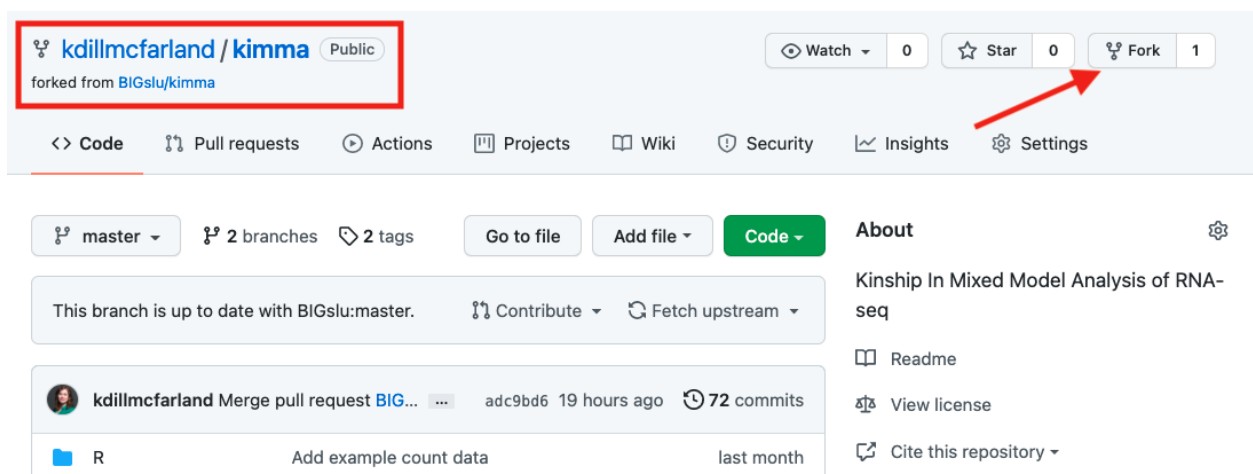 kdillmcfarland / kimma Public
Watch 0 Star 0 Fork 1
forked from BIGslu/kimma
Code Pull requests Actions Projects Wiki Security Insights Settings
master 2 branches 2 tags Go to file Add file Code
About
Kinship In Mixed Model Analysis of RNA-
seq
This branch is up to date with BIGslu:master. Contribute Fetch upstream
Readme
kdillmcfarland Merge pull request BIG... ... adc9bd6 19 hours ago 72 commits
View license
R Add example count data last month
Cite this repository